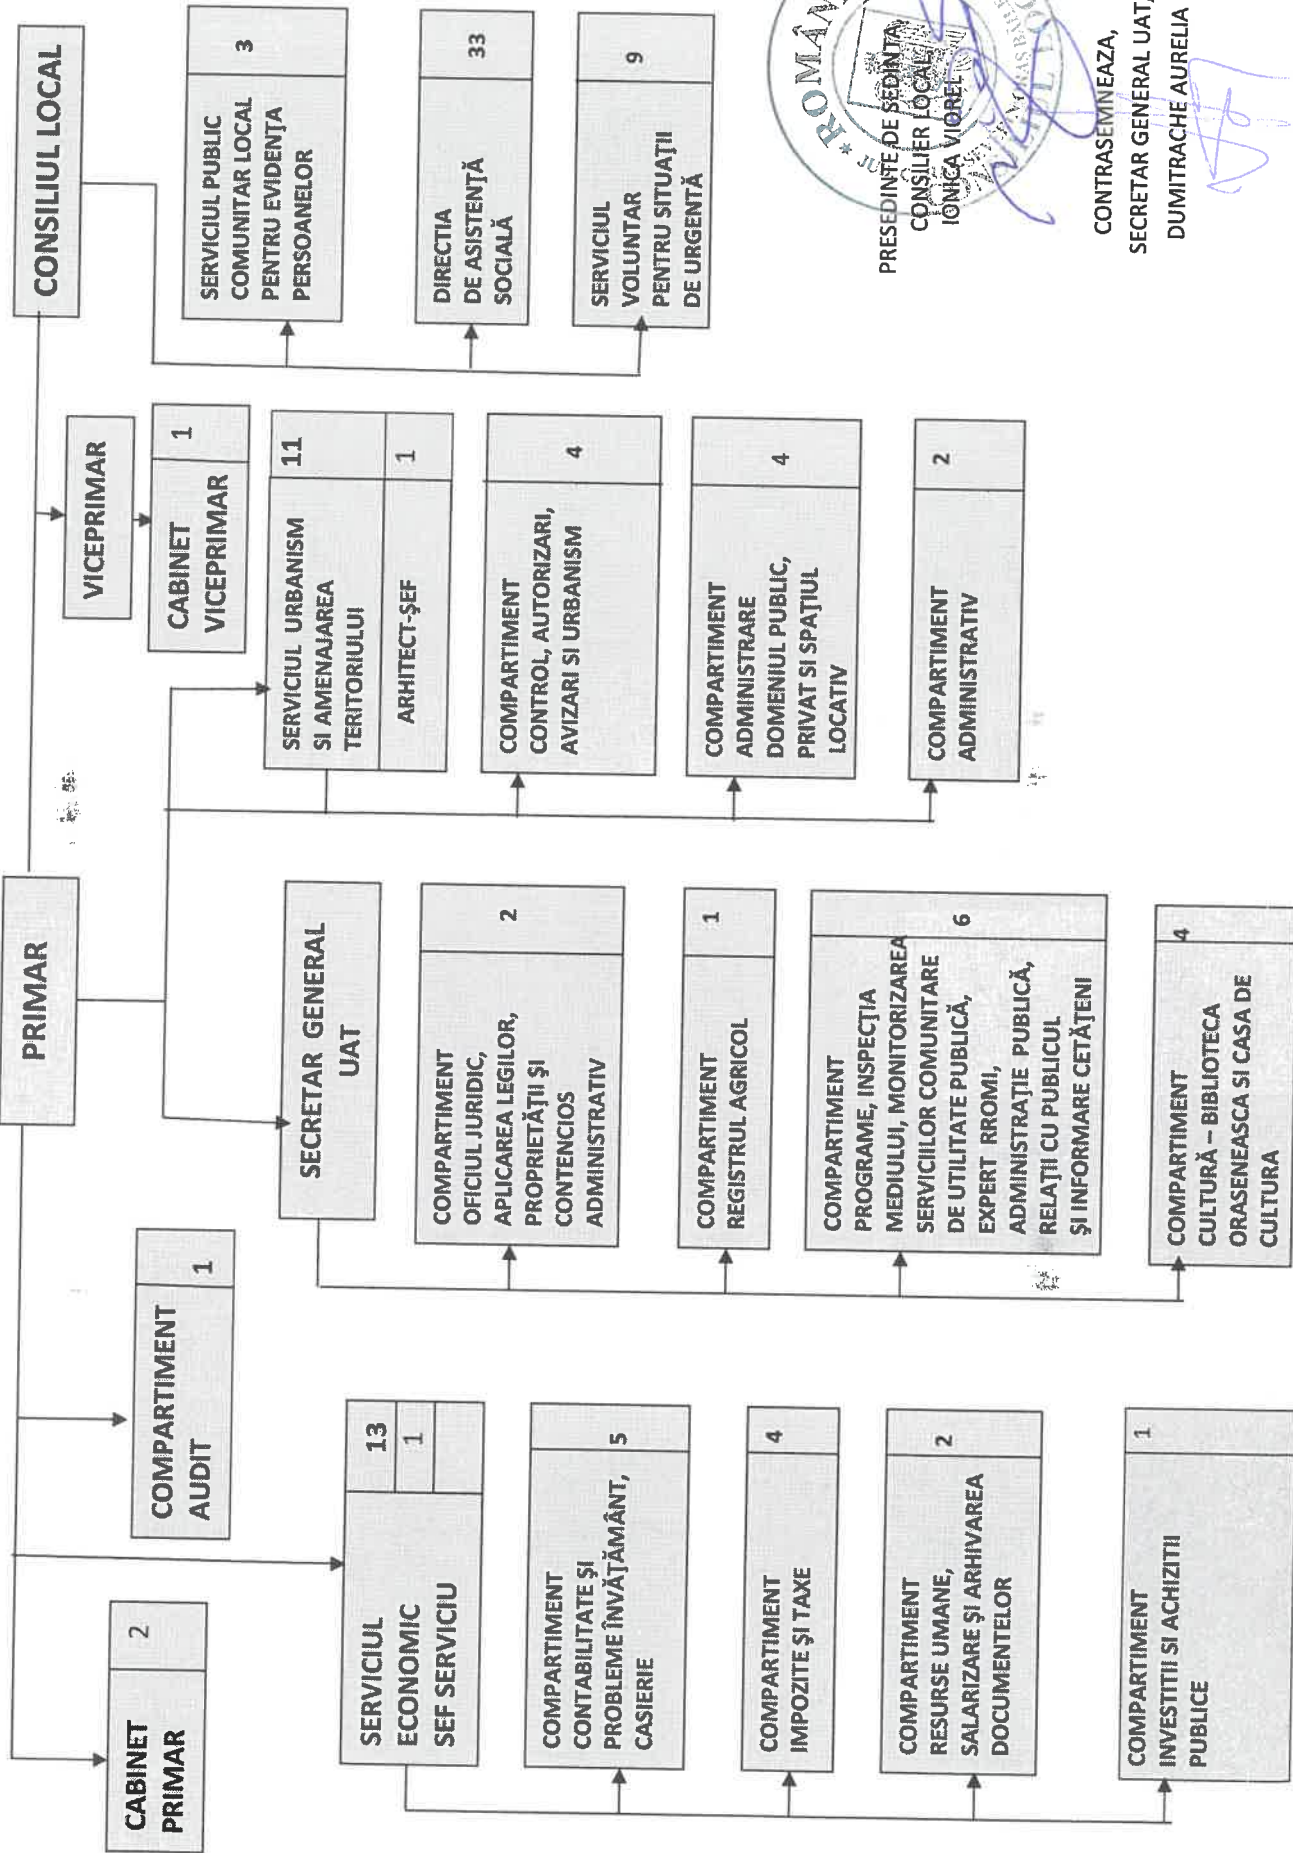 PRIMAR
CONSILIUL LOCAL
CABINET
PRIMAR
2
COMPARTIMENT
AUDIT
1
VICEPRIMAR
CABINET
VICEPRIMAR
1
SERVICIUL
ECONOMIC
SEF SERVICIU
13
1
COMPARTIMENT
CONTABILITATE ȘI
PROBLEME ÎNVĂȚĂMÂNT,
CASIERIE
5
COMPARTIMENT
IMPOZITE ȘI TAXE
4
COMPARTIMENT
RESURSE UMANE,
SALARIZARE ȘI ARHIVAREA
DOCUMENTELOR
2
COMPARTIMENT
INVESTITII SI ACHIZITII
PUBLICE
1
SECRETAR GENERAL
UAT
COMPARTIMENT
OFICIUL JURIDIC,
APLICAREA LEGILOR,
PROPRIETĂȚII ȘI
CONTENCIOS
ADMINISTRATIV
2
COMPARTIMENT
REGISTRUL AGRICOL
1
COMPARTIMENT
PROGRAME, INSPECȚIA
MEDIULUI, MONITORIZAREA
SERVICIILOR COMUNITARE
DE UTILITATE PUBLICĂ,
EXPERT RROMI,
ADMINISTRAȚIE PUBLICĂ,
RELAȚII CU PUBLICUL
ȘI INFORMARE CETĂȚENI
6
COMPARTIMENT
CULTURĂ – BIBLIOTECA
ORASENEASCA SI CASA DE
CULTURA
4
SERVICIUL URBANISM
SI AMENAJAREA
TERITORIULUI
11
ARHITECT-ȘEF
1
COMPARTIMENT
CONTROL, AUTORIZARI,
AVIZARI SI URBANISM
4
COMPARTIMENT
ADMINISTRARE
DOMENIUL PUBLIC,
PRIVAT SI SPAȚIUL
LOCATIV
4
COMPARTIMENT
ADMINISTRATIV
2
SERVICIUL PUBLIC
COMUNITAR LOCAL
PENTRU EVIDENȚA
PERSOANELOR
3
DIRECTIA
DE ASISTENȚĂ
SOCIALĂ
33
SERVICIUL
VOLUNTAR
PENTRU SITUAȚII
DE URGENTĂ
9
PRESEDINTE DE SEDINTA,
CONSILIER LOCAL,
IONICA VIOREL
CONTRASEMNEAZA,
SECRETAR GENERAL UAT,
DUMITRACHE AURELIA